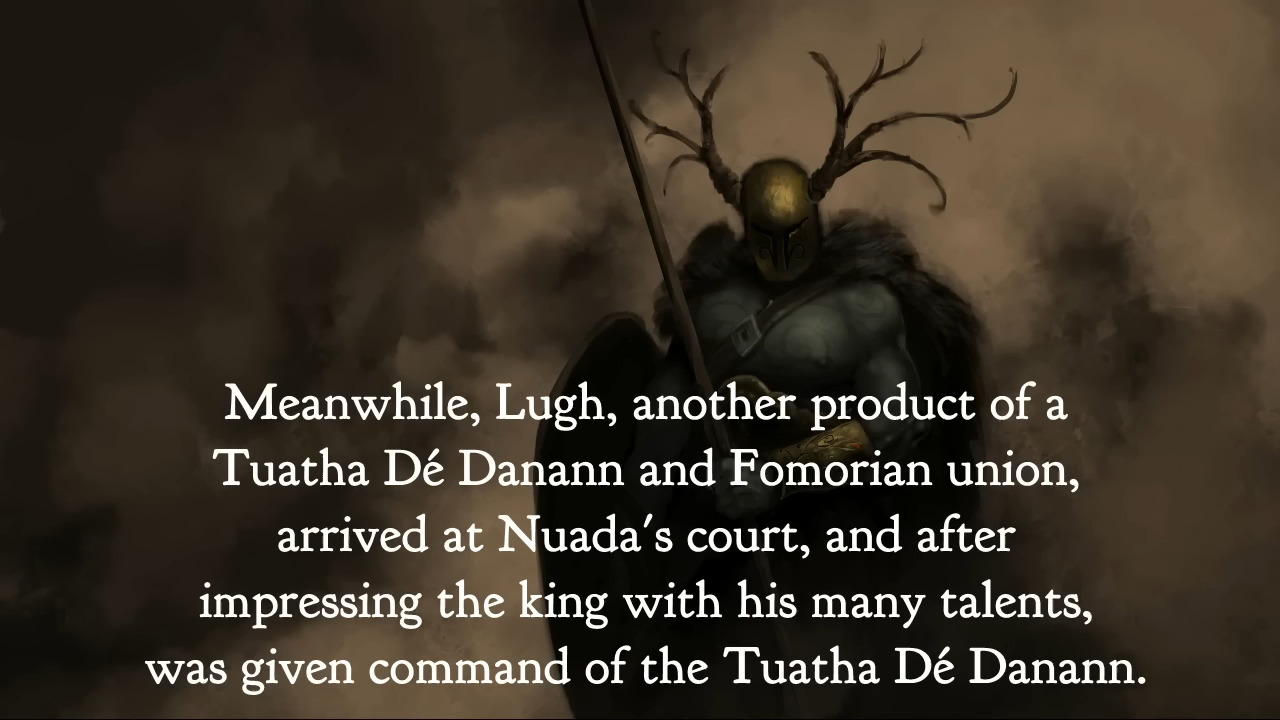 Meanwhile, Lugh, another product of a
Tuatha Dé Danann and Fomorian union,
arrived at Nuada's court, and after
impressing the king with his many talents,
was given command of the Tuatha Dé Danann.